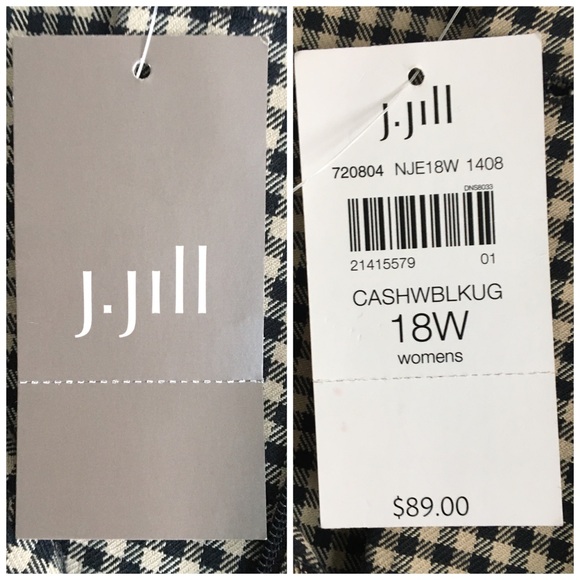 J.JILL
J.JILL
720804 NJE18W 1408
DNS8033
21415579 01
CASHWBLKUG
18W
womens
$89.00